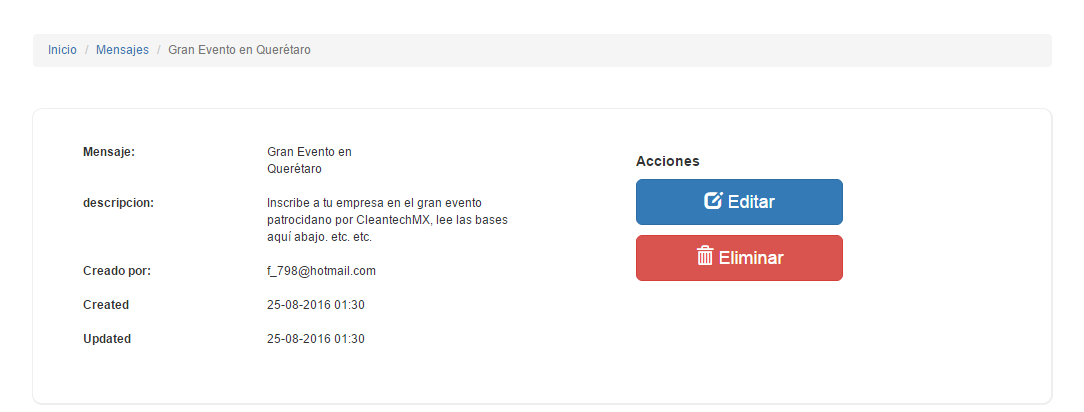 Inicio / Mensajes / Gran Evento en Querétaro
Mensaje:
Gran Evento en
Querétaro
descripcion:
Inscribe a tu empresa en el gran evento
patrocidano por CleantechMX, lee las bases
aquí abajo. etc. etc.
Creado por:
f_798@hotmail.com
Created
25-08-2016 01:30
Updated
25-08-2016 01:30
Acciones
Editar
Eliminar